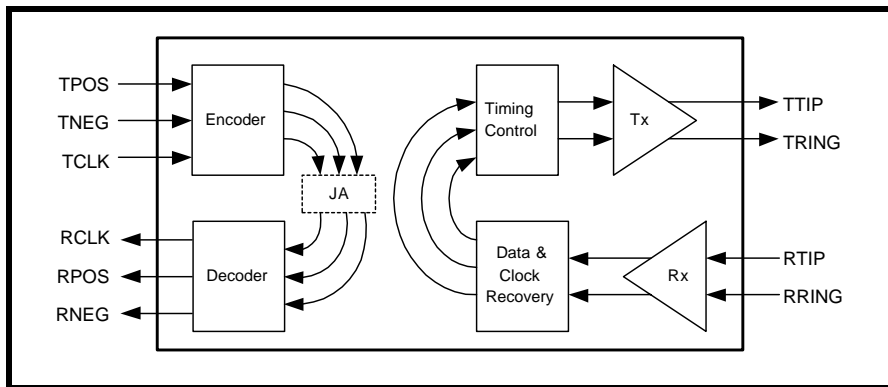 TPOS
TNEG
TCLK
Encoder
JA
RCLK
RPOS
RNEG
Decoder
Timing
Control
Tx
TTIP
TRING
Data &
Clock
Recovery
Rx
RTIP
RRING